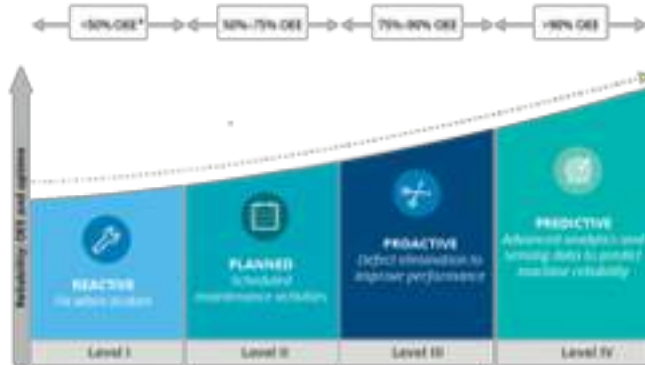 <50% OEE*
50%-75% OEE
75%-90% OEE
>90% OEE
Reliability, OEE and uptime
REACTIVE
Fix when broken
PLANNED
Scheduled
maintenance activities
PROACTIVE
Defect elimination to
improve performance
PREDICTIVE
Advanced analytics and
sensing data to predict
machine reliability
Level I
Level II
Level III
Level IV